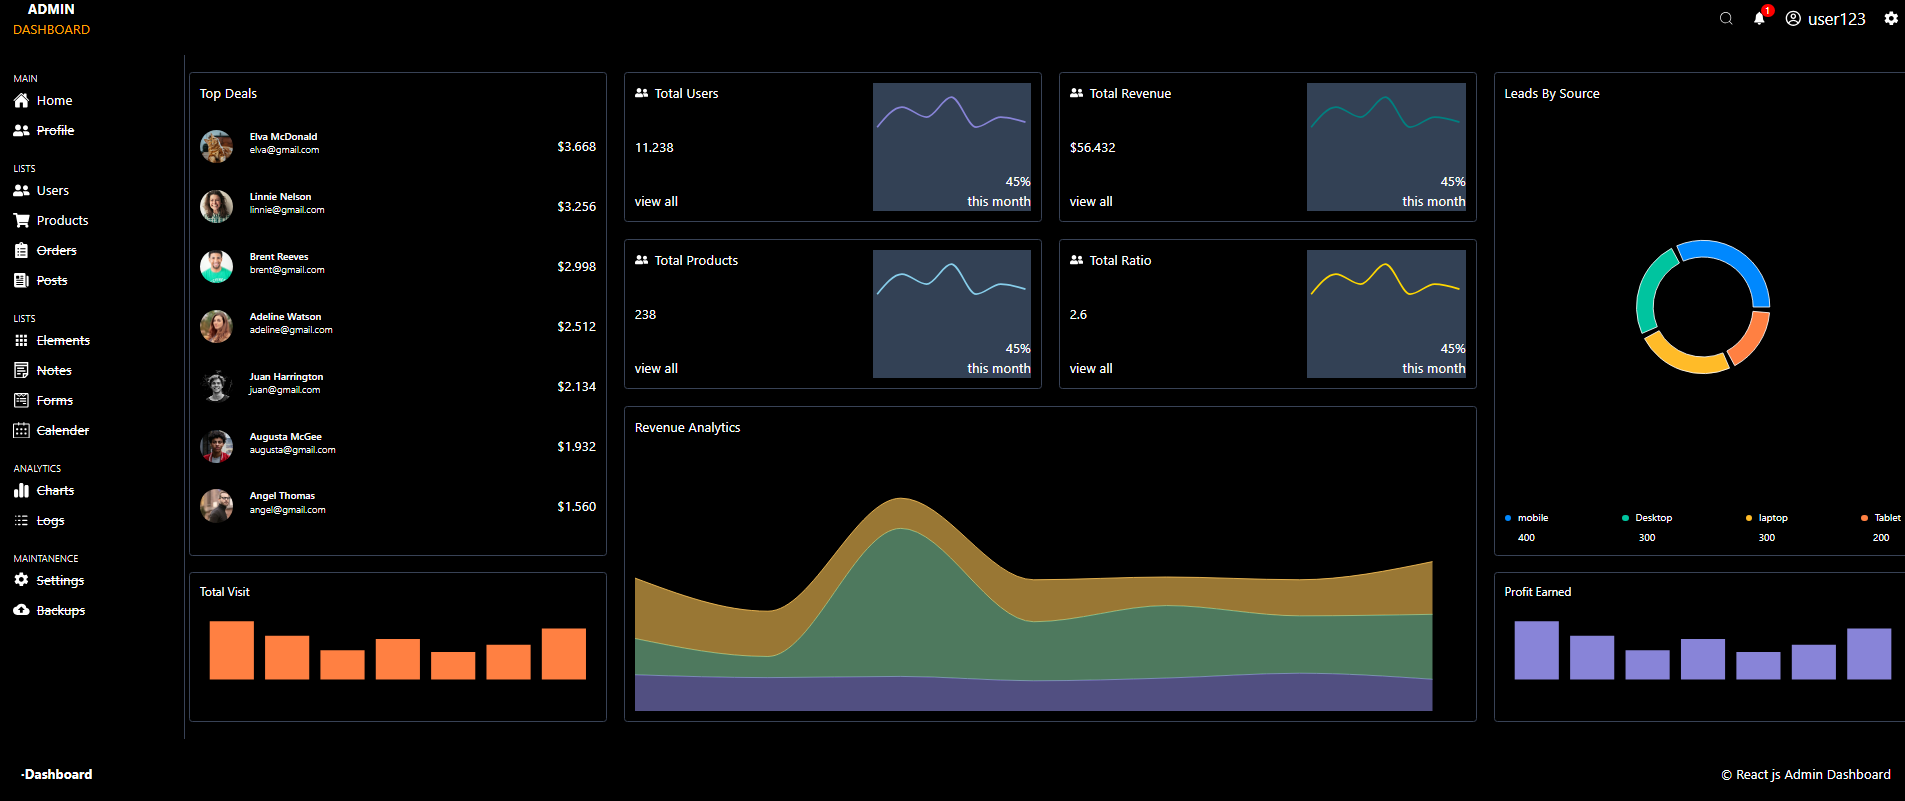 ADMIN
DASHBOARD
1
user123
MAIN
Home
Profile
LISTS
Users
Products
Orders
Posts
LISTS
Elements
Notes
Forms
Calender
ANALYTICS
Charts
Logs
MAINTANENCE
Settings
Backups
Top Deals
Elva McDonald
elva@gmail.com
$3.668
Linnie Nelson
linnie@gmail.com
$3.256
Brent Reeves
brent@gmail.com
$2.998
Adeline Watson
adeline@gmail.com
$2.512
Juan Harrington
juan@gmail.com
$2.134
Augusta McGee
augusta@gmail.com
$1.932
Angel Thomas
angel@gmail.com
$1.560
Total Visit
Total Users
11.238
view all
45%
this month
Total Revenue
$56.432
view all
45%
this month
Total Products
238
view all
45%
this month
Total Ratio
2.6
view all
45%
this month
Revenue Analytics
Leads By Source
mobile
400
Desktop
300
laptop
300
Tablet
200
Profit Earned
·Dashboard
© React js Admin Dashboard